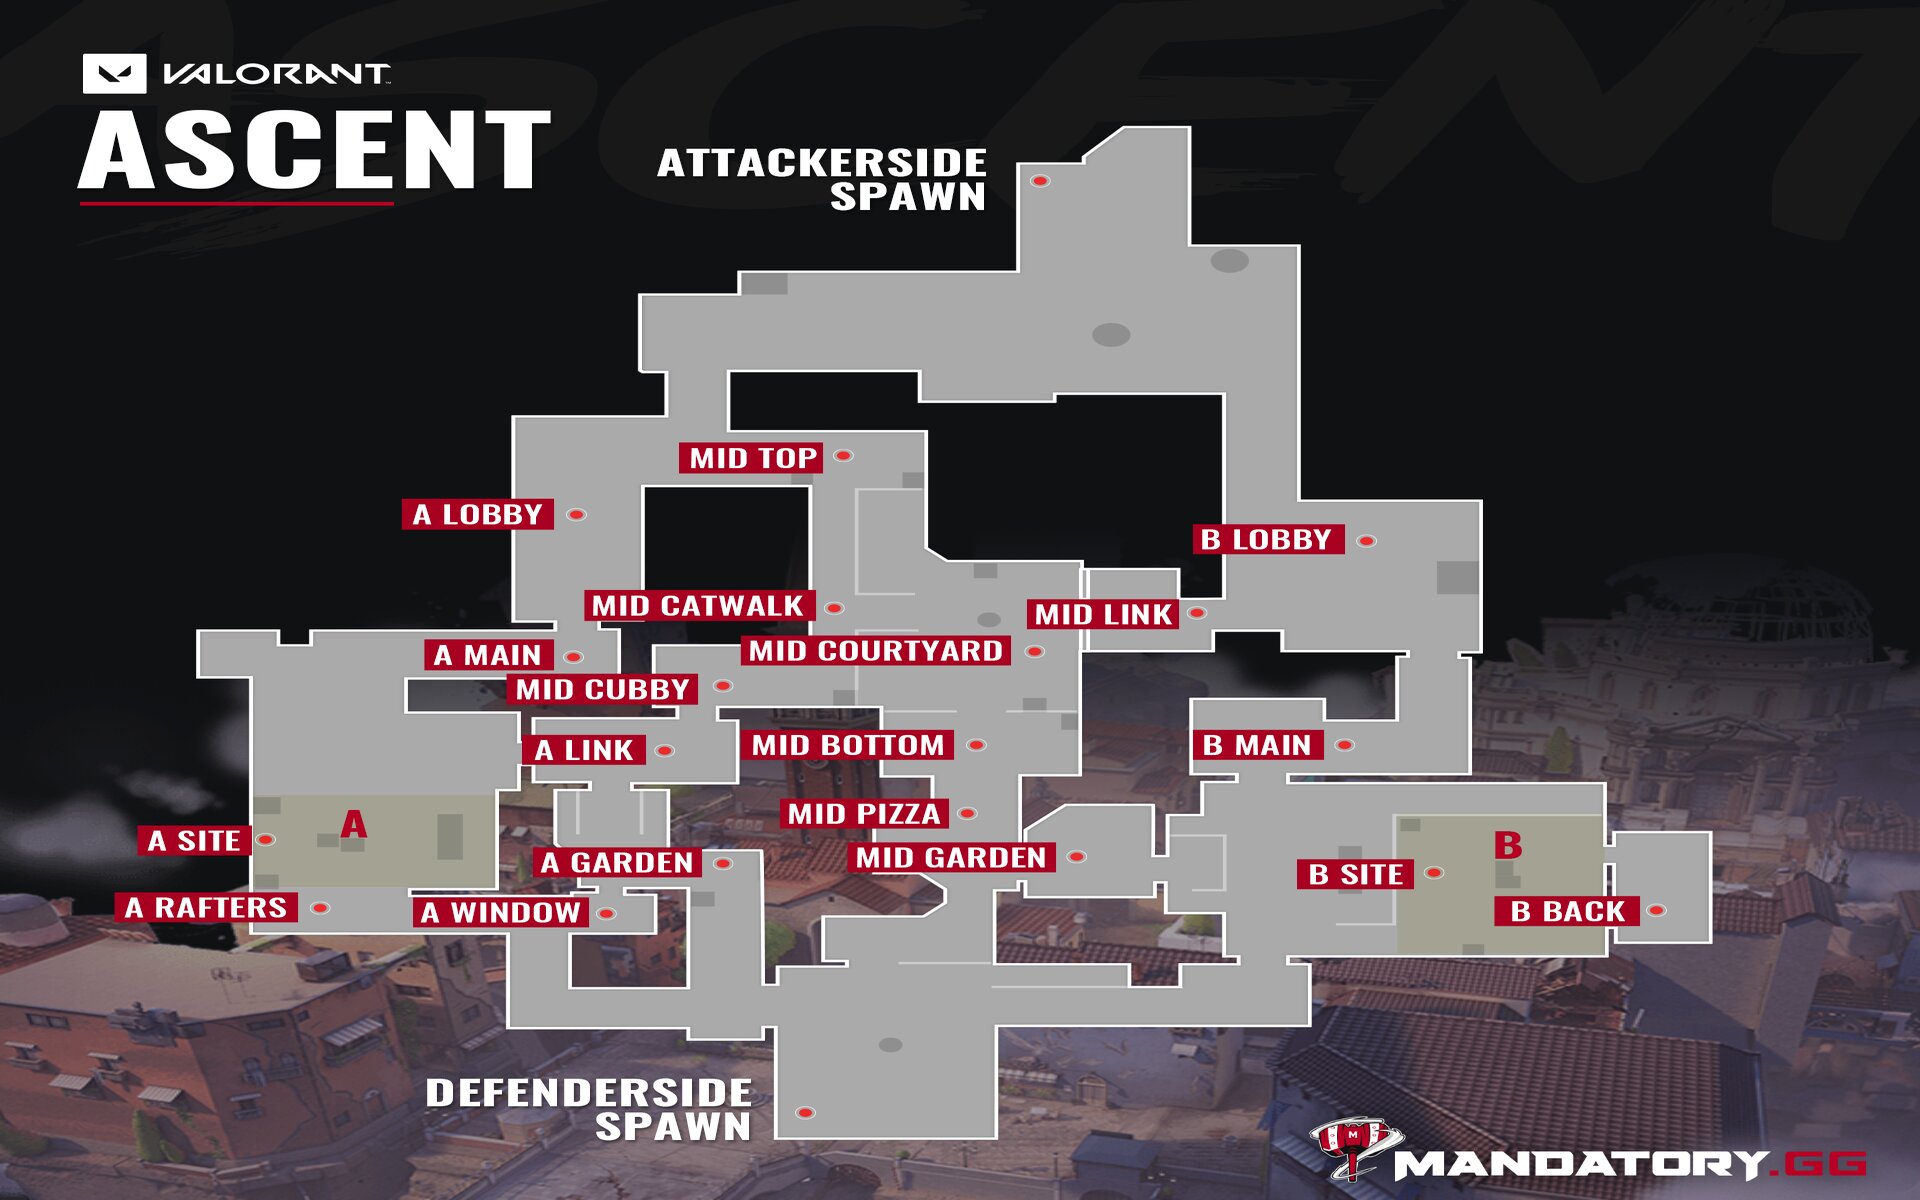 VALORANT
ASCENT
ATTACKERSIDE
SPAWN
MID TOP
A LOBBY
B LOBBY
MID CATWALK
MID LINK
MID COURTYARD
A MAIN
MID CUBBY
A LINK
MID BOTTOM
B MAIN
MID PIZZA
A
A SITE
B
MID GARDEN
A GARDEN
B SITE
A RAFTERS
A WINDOW
B BACK
DEFENDERSIDE
SPAWN
M
MANDATORY.GG
ASCENT